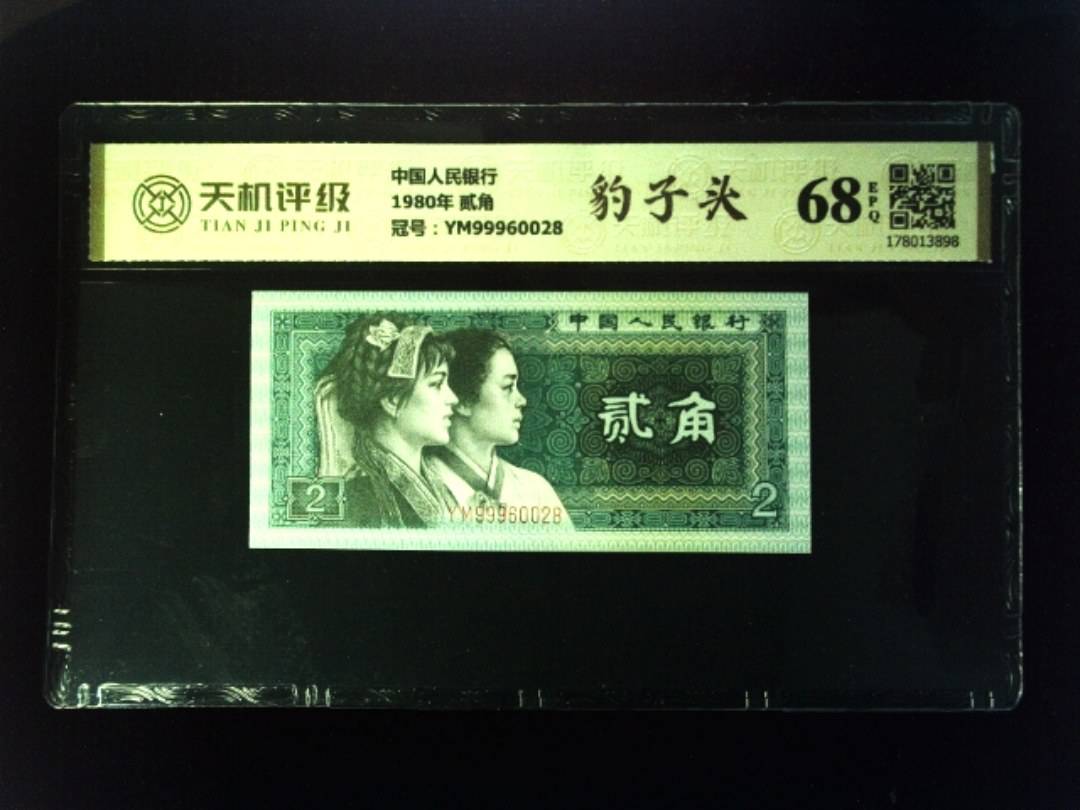 天机评级
TIAN JI PING JI
中国人民银行
1980年 贰角
冠号：YM99960028
豹子头
68
EPQ
178013898
中国人民银行
贰角
2
2
YM99960028